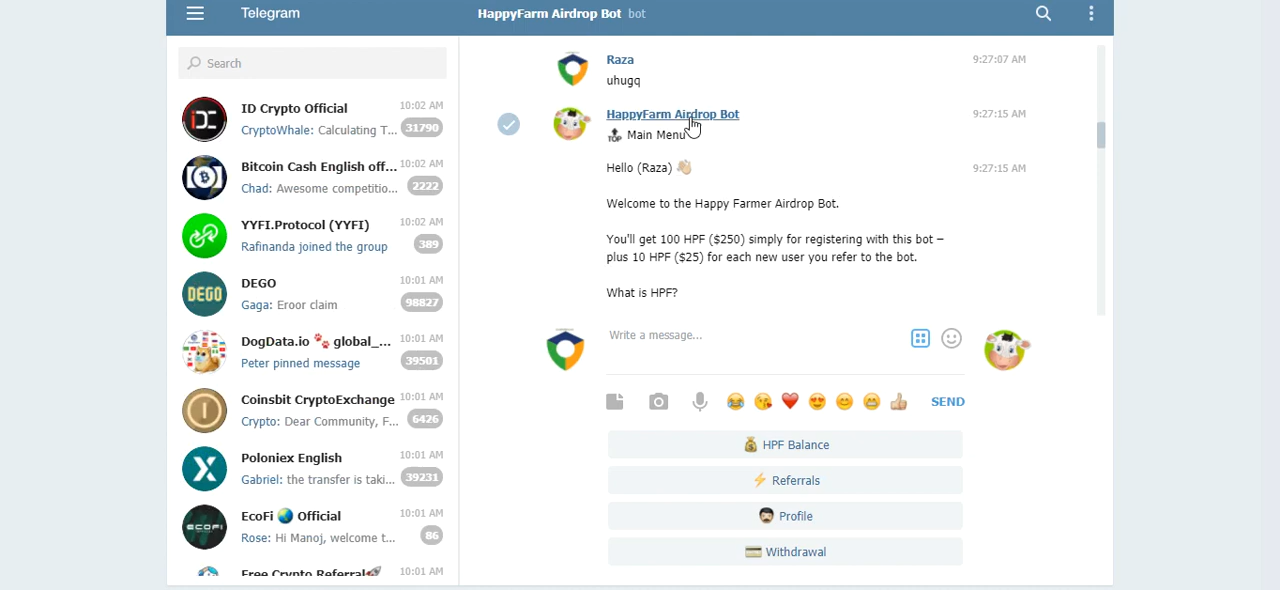 Telegram
HappyFarm Airdrop Bot bot
Search
ID Crypto Official 10:02 AM
CryptoWhale: Calculating T... 31790
Bitcoin Cash English off... 10:02 AM
Chad: Awesome competitio... 2222
YYFI.Protocol (YYFI) 10:02 AM
Rafinanda joined the group 389
DEGO 10:01 AM
Gaga: Eroor claim 98827
DEGO
DogData.io global_... 10:01 AM
Peter pinned message 39501
Coinsbit CryptoExchange 10:01 AM
Crypto: Dear Community, F... 6426
Poloniex English 10:01 AM
Gabriel: the transfer is taki... 39231
EcoFi Official 10:01 AM
Rose: Hi Manoj, welcome t... 86
ECOFI
Free Crypto Referral 10:01 AM
Raza 9:27:07 AM
uhugq
HappyFarm Airdrop Bot 9:27:15 AM
TOP Main Menu
Hello (Raza) 9:27:15 AM
Welcome to the Happy Farmer Airdrop Bot.
You'll get 100 HPF ($250) simply for registering with this bot –
plus 10 HPF ($25) for each new user you refer to the bot.
What is HPF?
Write a message...
SEND
HPF Balance
Referrals
Profile
Withdrawal